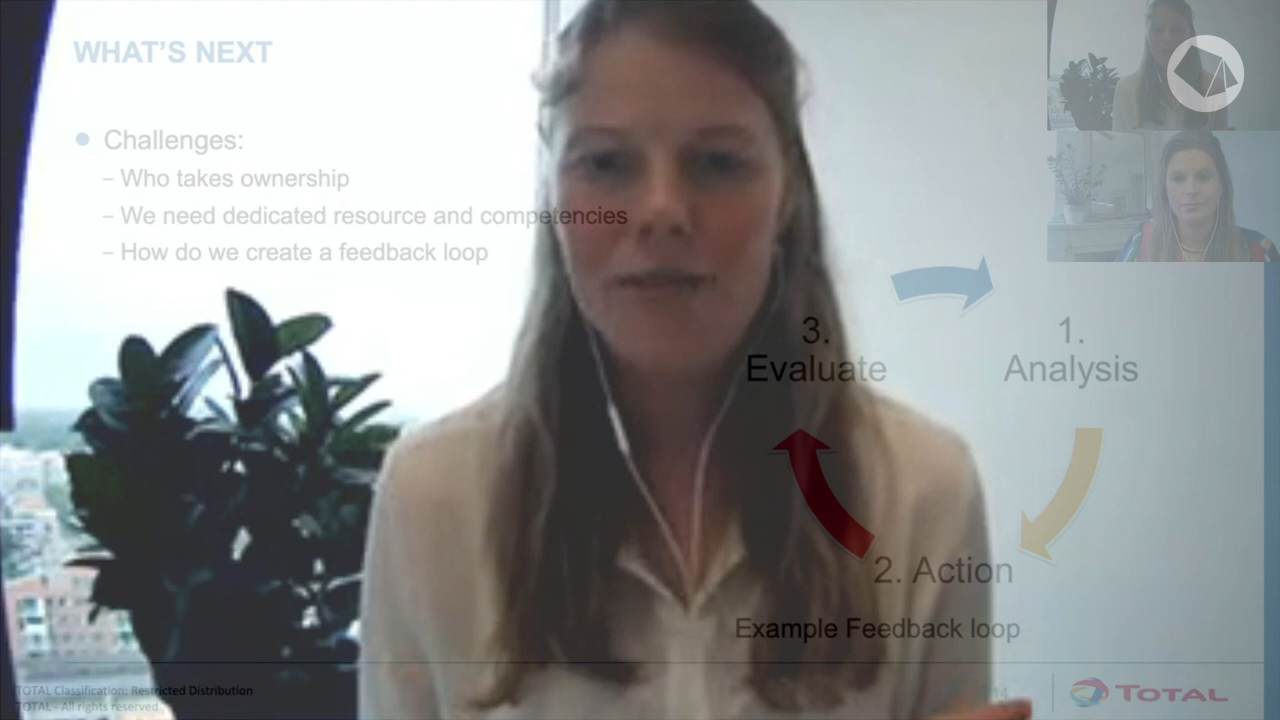 WHAT'S NEXT
Challenges:
– Who takes ownership
– We need dedicated resource and competencies
– How do we create a feedback loop
3.
Evaluate
1.
Analysis
2. Action
Example Feedback loop
TOTAL Classification: Restricted Distribution
TOTAL - All rights reserved
14
TOTAL